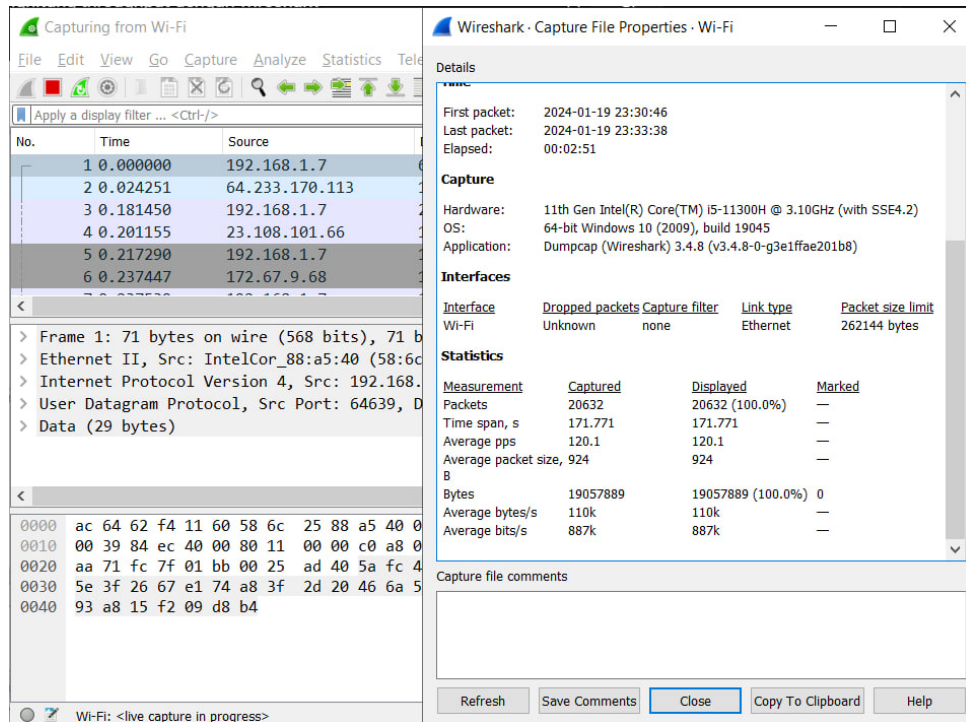 Capturing from Wi-Fi
File Edit View Go Capture Analyze Statistics Tele
Apply a display filter ... <Ctrl-/>
No. Time Source
1 0.000000 192.168.1.7
2 0.024251 64.233.170.113
3 0.181450 192.168.1.7
4 0.201155 23.108.101.66
5 0.217290 192.168.1.7
6 0.237447 172.67.9.68
> Frame 1: 71 bytes on wire (568 bits), 71 b
> Ethernet II, Src: IntelCor_88:a5:40 (58:6c
> Internet Protocol Version 4, Src: 192.168.
> User Datagram Protocol, Src Port: 64639, D
> Data (29 bytes)
0000 ac 64 62 f4 11 60 58 6c 25 88 a5 40 0
0010 00 39 84 ec 40 00 80 11 00 00 c0 a8 0
0020 aa 71 fc 7f 01 bb 00 25 ad 40 5a fc 4
0030 5e 3f 26 67 e1 74 a8 3f 2d 20 46 6a 5
0040 93 a8 15 f2 09 d8 b4
Wi-Fi: <live capture in progress>
Wireshark · Capture File Properties · Wi-Fi
Details
Time
First packet: 2024-01-19 23:30:46
Last packet: 2024-01-19 23:33:38
Elapsed: 00:02:51
Capture
Hardware: 11th Gen Intel(R) Core(TM) i5-11300H @ 3.10GHz (with SSE4.2)
OS: 64-bit Windows 10 (2009), build 19045
Application: Dumpcap (Wireshark) 3.4.8 (v3.4.8-0-g3e1ffae201b8)
Interfaces
Interface Dropped packets Capture filter Link type Packet size limit
Wi-Fi Unknown none Ethernet 262144 bytes
Statistics
Measurement Captured Displayed Marked
Packets 20632 20632 (100.0%) —
Time span, s 171.771 171.771 —
Average pps 120.1 120.1 —
Average packet size, 924 924 —
B
Bytes 19057889 19057889 (100.0%) 0
Average bytes/s 110k 110k —
Average bits/s 887k 887k —
Capture file comments
Refresh Save Comments Close Copy To Clipboard Help